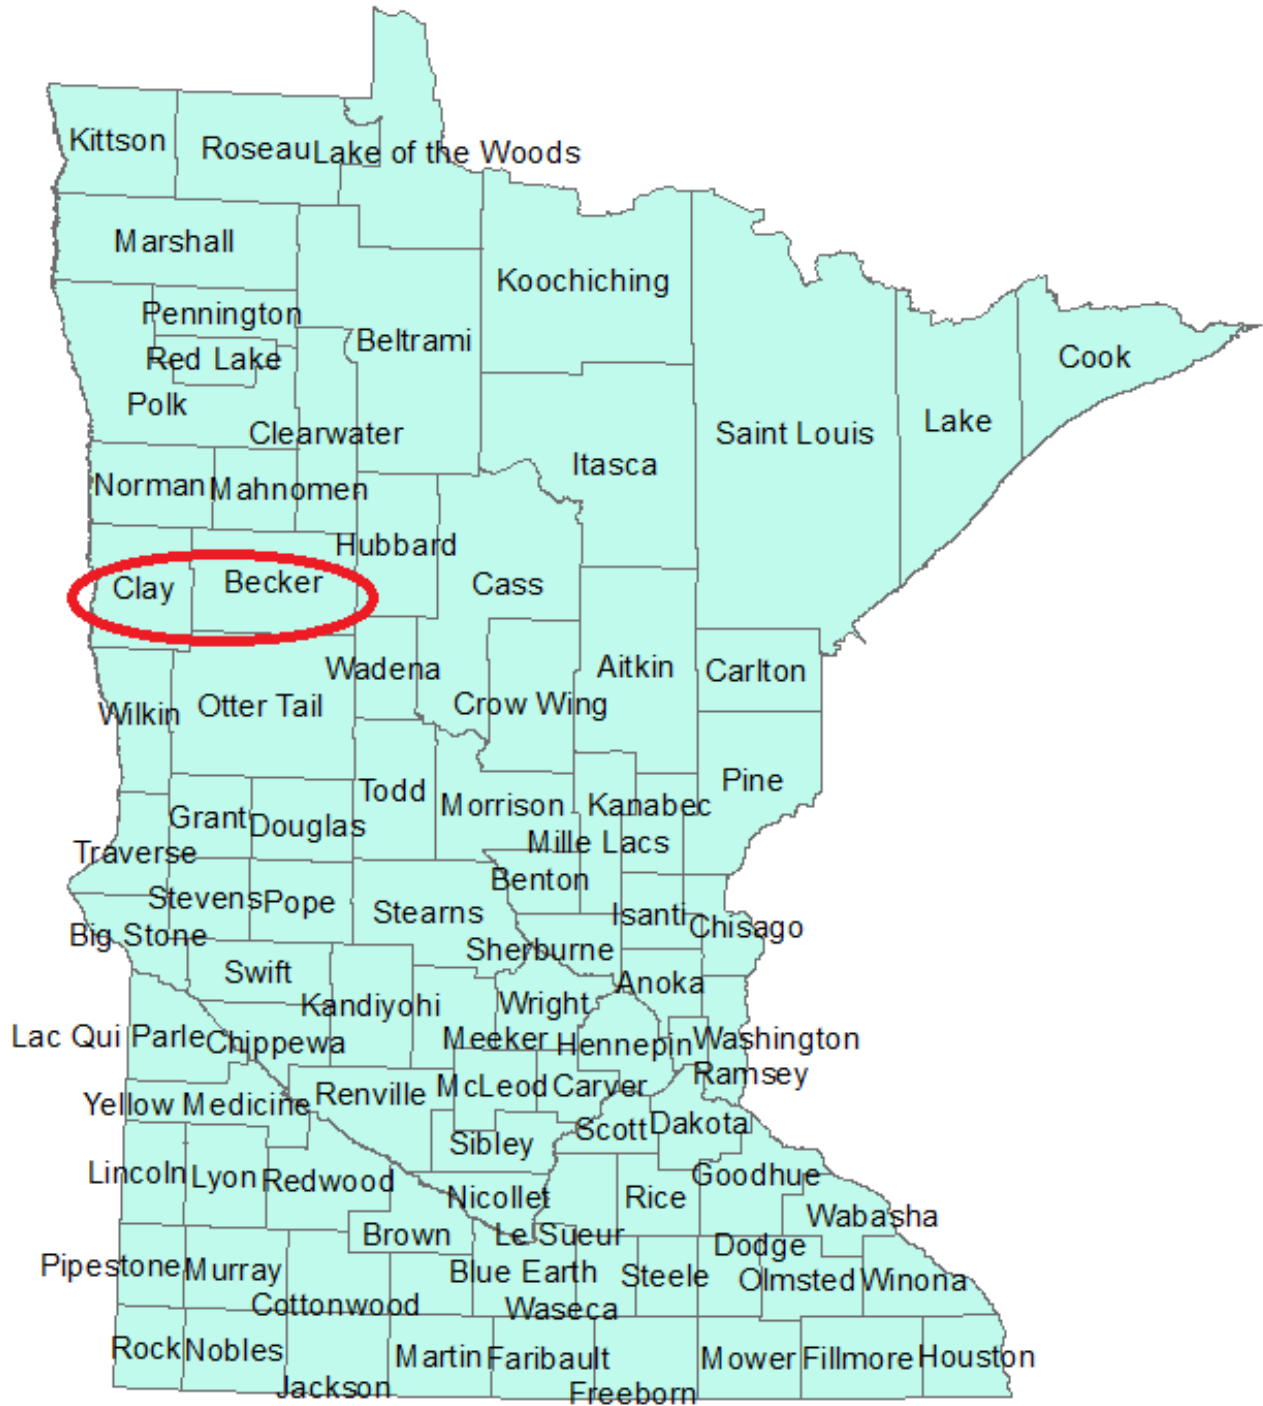 Kittson
Roseau
Lake of the Woods
Marshall
Koochiching
Pennington
Beltrami
Red Lake
Cook
Polk
Clearwater
Saint Louis
Lake
Itasca
Norman
Mahnomen
Hubbard
Clay
Becker
Cass
Wadena
Aitkin
Carlton
Wilkin
Otter Tail
Crow Wing
Pine
Todd
Morrison
Kanabec
Grant
Douglas
Mille Lacs
Traverse
Benton
Stevens
Pope
Stearns
Isanti
Chisago
Big Stone
Sherburne
Swift
Anoka
Kandiyohi
Wright
Lac Qui Parle
Chippewa
Meeker
Hennepin
Washington
Ramsey
Yellow Medicine
Renville
McLeod
Carver
Scott
Dakota
Sibley
Lincoln
Lyon
Redwood
Goodhue
Nicollet
Rice
Wabasha
Brown
Le Sueur
Dodge
Pipestone
Murray
Blue Earth
Steele
Olmsted
Winona
Cottonwood
Waseca
Rock
Nobles
Martin
Faribault
Mower
Fillmore
Houston
Jackson
Freeborn